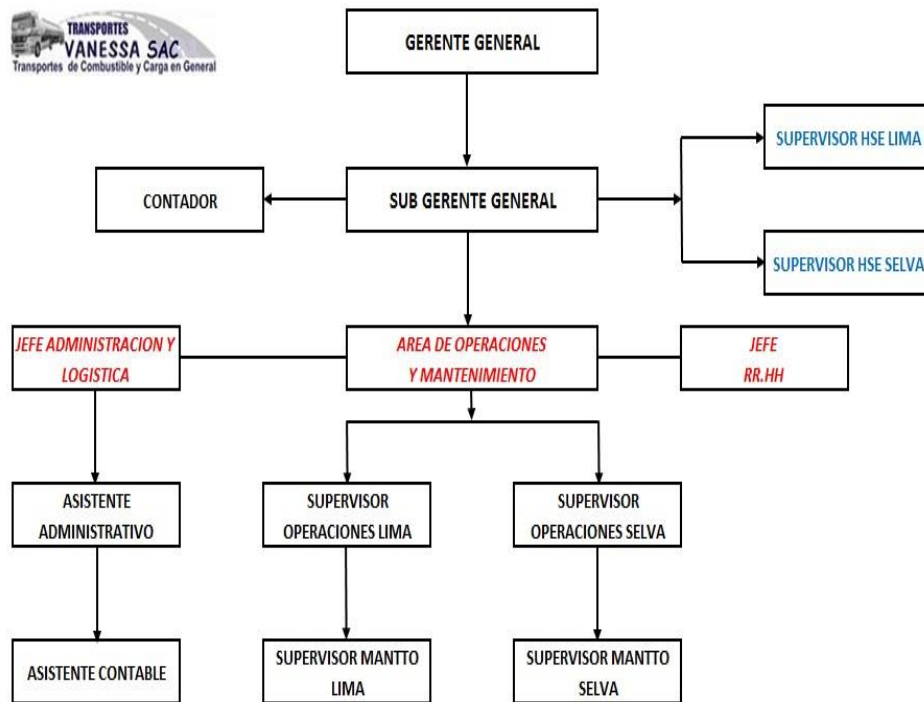 TRANSPORTES
VANESSA SAC
Transportes de Combustible y Carga en General
GERENTE GENERAL
SUPERVISOR HSE LIMA
CONTADOR
SUB GERENTE GENERAL
SUPERVISOR HSE SELVA
JEFE ADMINISTRACION Y
LOGISTICA
AREA DE OPERACIONES
Y MANTENIMIENTO
JEFE
RR.HH
ASISTENTE
ADMINISTRATIVO
SUPERVISOR
OPERACIONES LIMA
SUPERVISOR
OPERACIONES SELVA
ASISTENTE CONTABLE
SUPERVISOR MANTTO
LIMA
SUPERVISOR MANTTO
SELVA